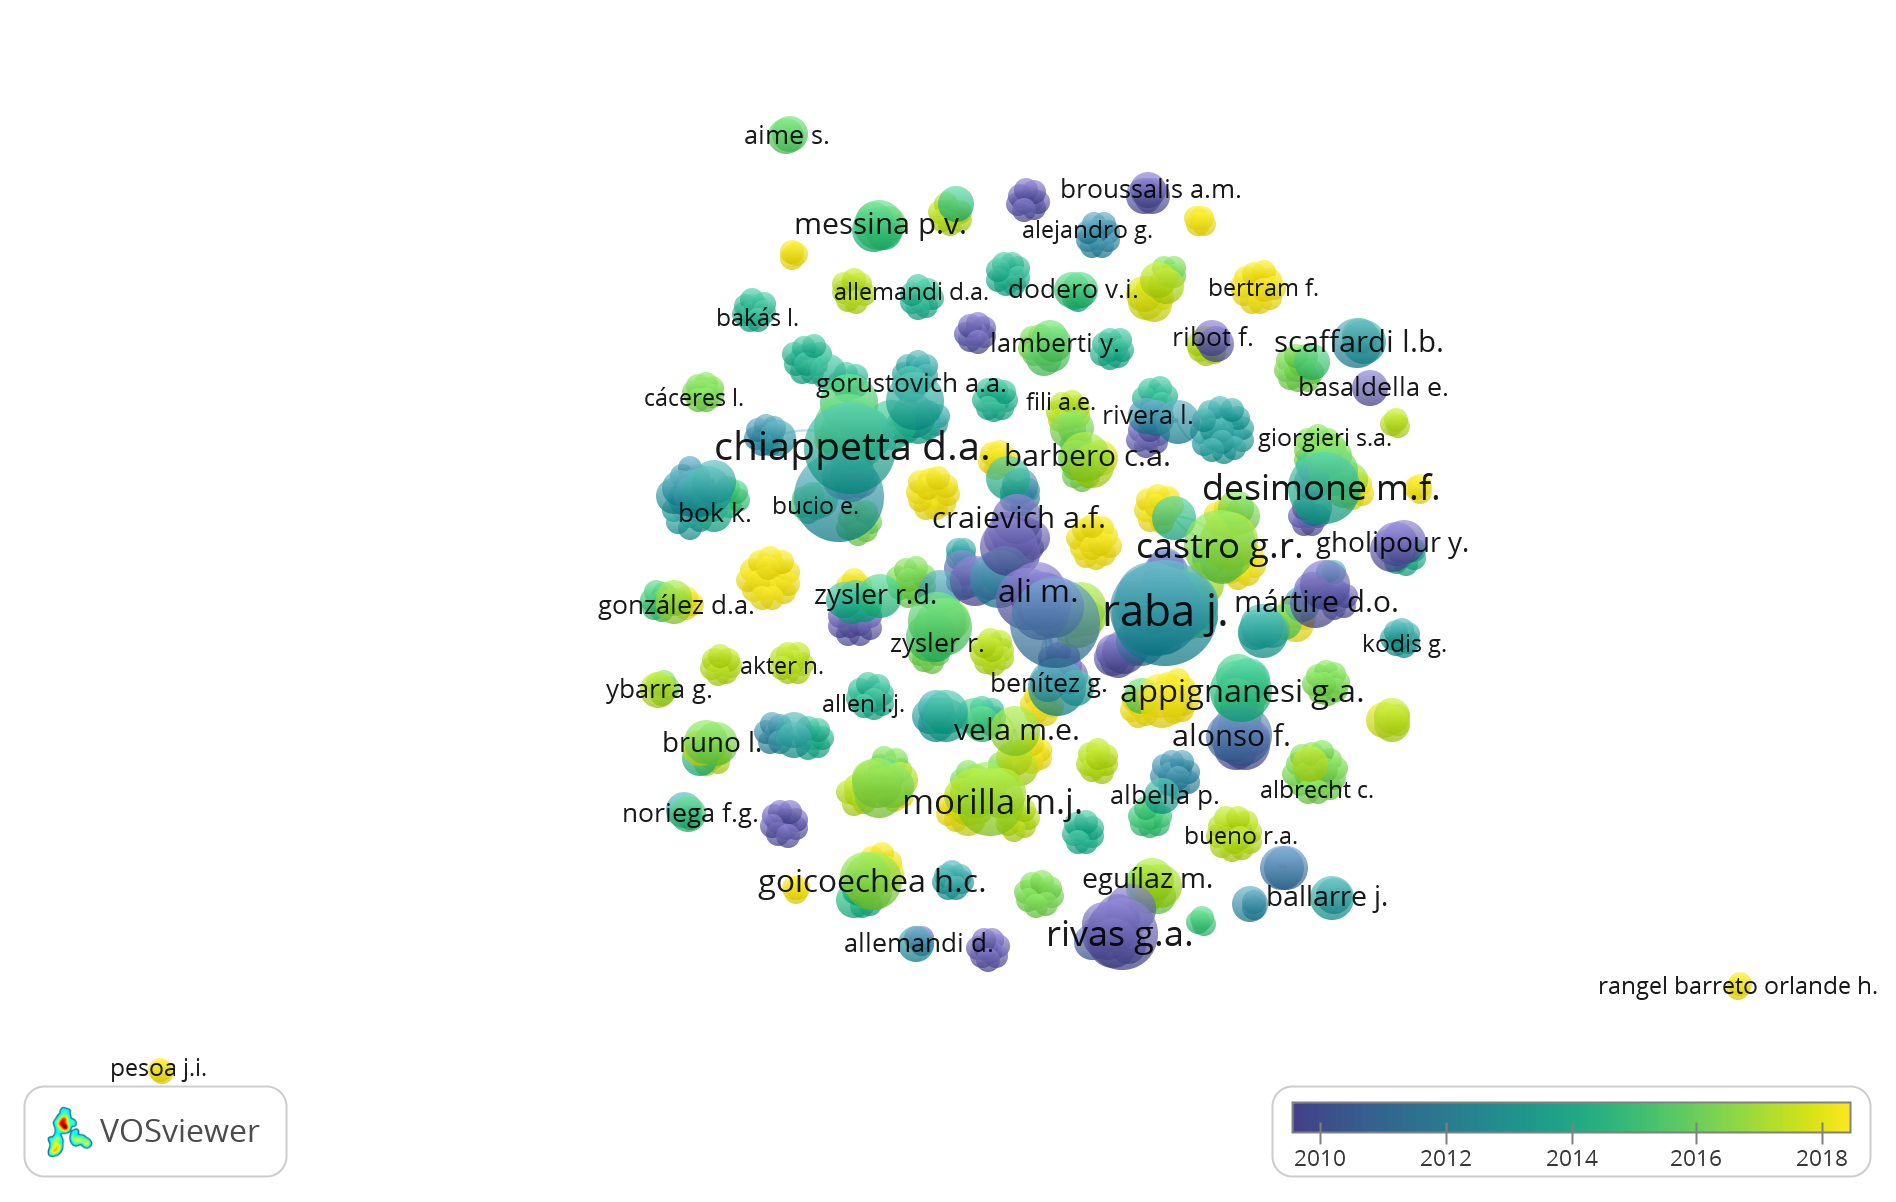 aime s.
broussalis a.m.
messina p.v.
alejandro g.
allemandi d.a.
dodero v.i.
bertram f.
bakás l.
lamberti y.
ribot f.
scaffardi l.b.
gorustovich a.a.
basaldella e.
cáceres l.
fili a.e.
rivera l.
chiappetta d.a.
barbero c.a.
giorgieri s.a.
desimone m.f.
bok k.
bucio e.
craievich a.f.
castro g.r.
gholipour y.
gonzález d.a.
zysler r.d.
ali m.
raba j.
mártire d.o.
zysler r.
kodis g.
akter n.
ybarra g.
benítez g.
appignanesi g.a.
allen l.j.
bruno l.
vela m.e.
alonso f.
noriega f.g.
morilla m.j.
albella p.
albrecht c.
bueno r.a.
goicoechea h.c.
eguílaz m.
ballarre j.
allemandi d.
rivas g.a.
rangel barreto orlande h.
pesoa j.i.
VOSviewer
2010 2012 2014 2016 2018